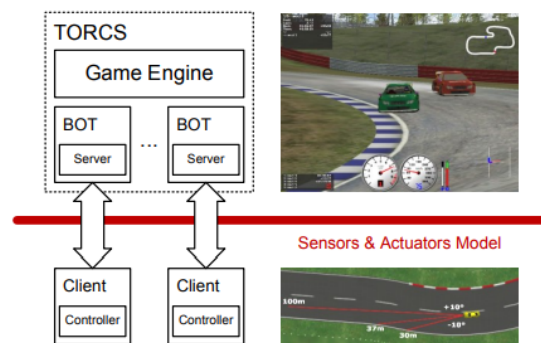 TORCS
Game Engine
BOT
BOT
...
Server
Server
Sensors & Actuators Model
Client
Client
Controller
Controller
100m
+10°
-10°
37m
30m